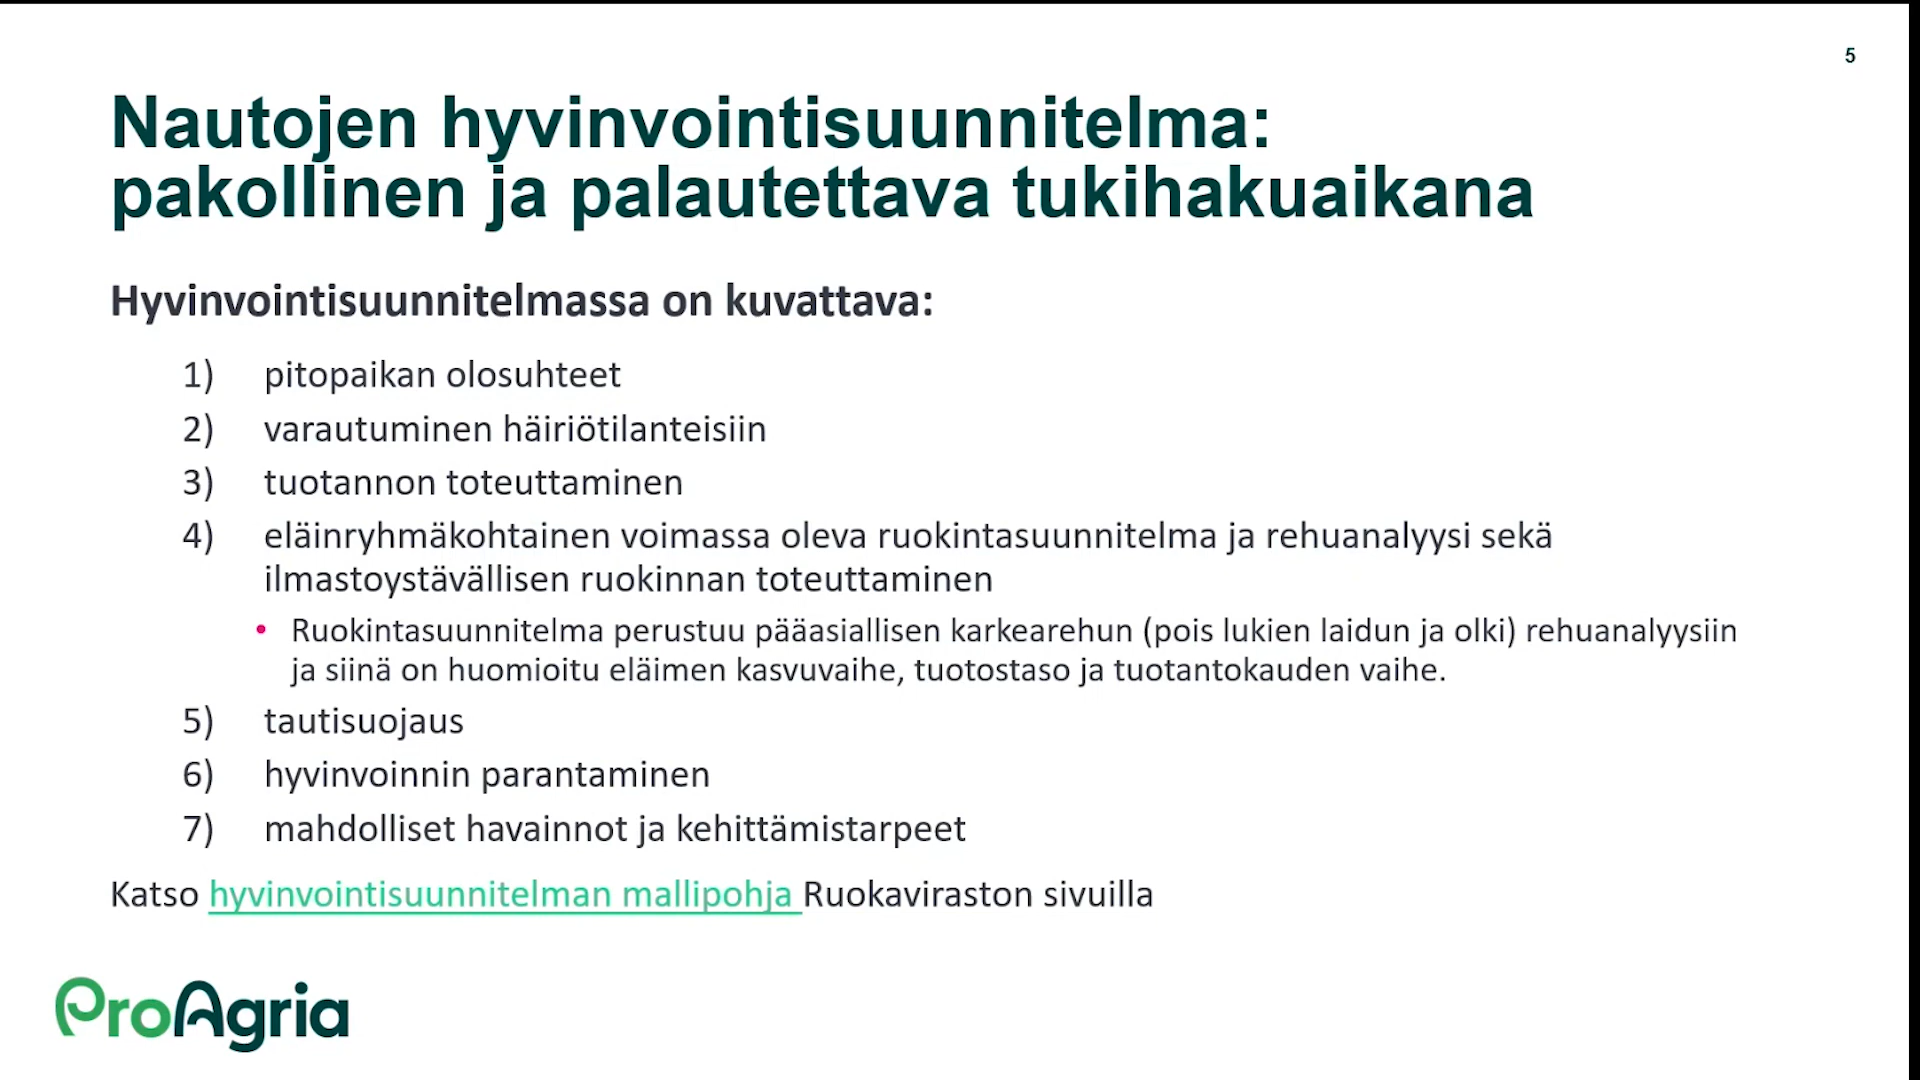 5
Nautojen hyvinvointisuunnitelma:
pakollinen ja palautettava tukihakuaikana
Hyvinvointisuunnitelmassa on kuvattava:
1) pitopaikan olosuhteet
2) varautuminen häiriötilanteisiin
3) tuotannon toteuttaminen
4) eläinryhmäkohtainen voimassa oleva ruokintasuunnitelma ja rehuanalyysi sekä
ilmastoystävällisen ruokinnan toteuttaminen
• Ruokintasuunnitelma perustuu pääasiallisen karkearehun (pois lukien laidun ja olki) rehuanalyysiin
ja siinä on huomioitu eläimen kasvuvaihe, tuotostaso ja tuotantokauden vaihe.
5) tautisuojaus
6) hyvinvoinnin parantaminen
7) mahdolliset havainnot ja kehittämistarpeet
Katso hyvinvointisuunnitelman mallipohja Ruokaviraston sivuilla
ProAgria